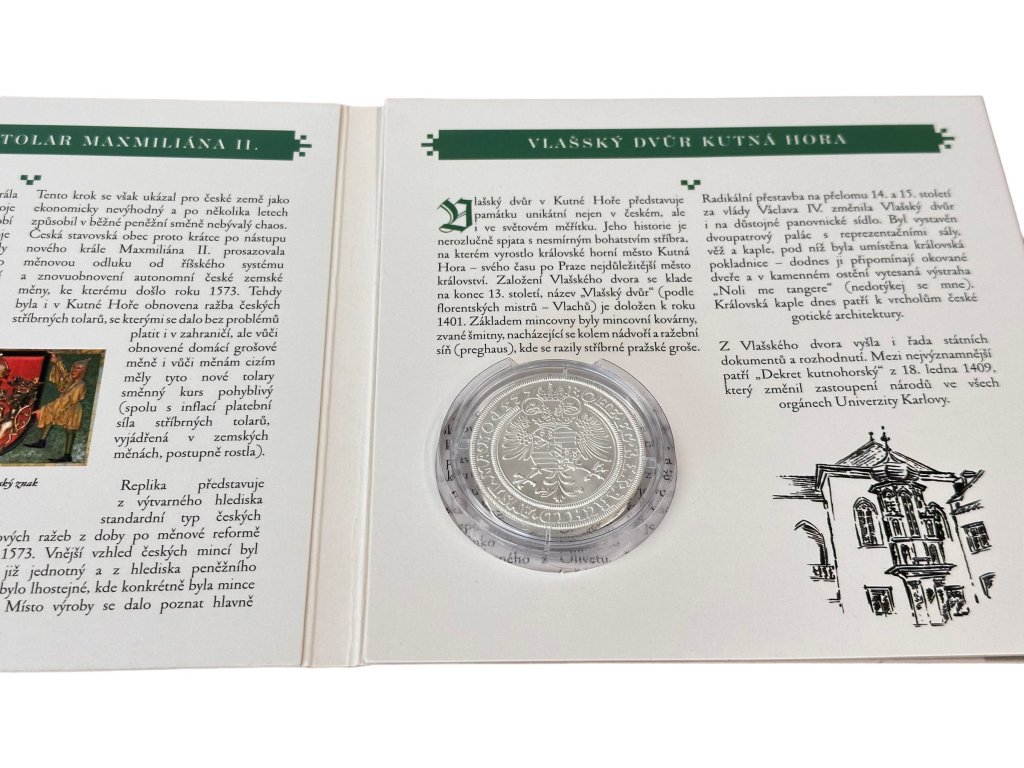 TOLAR MAXMILIÁNA II.
rála
oje
obí
uje
ly
o
a
í
Tento krok se však ukázal pro české země jako
ekonomicky nevýhodný a po několika letech
způsobil v běžné peněžní směně nebývalý chaos.
Česká stavovská obec proto krátce po nástupu
nového krále Maxmiliána II. prosazovala
měnovou odluku od říšského systému
a znovuobnovení autonomní české zemské
měny, ke kterému došlo roku 1573. Tehdy
byla i v Kutné Hoře obnovena ražba českých
stříbrných tolarů, se kterými se dalo bez problémů
platit i v zahraničí, ale vůči
obnovené domácí grošové
měně i vůči měnám cizím
měly tyto nové tolary
směnný kurs pohyblivý
(spolu s inflací platební
síla stříbrných tolarů,
vyjádřená v zemských
měnách, postupně rostla).
ský znak
Replika představuje
z výtvarného hlediska
standardní typ českých
ových ražeb z doby po měnové reformě
1573. Vnější vzhled českých mincí byl
již jednotný a z hlediska peněžního
bylo lhostejné, kde konkrétně byla mince
Místo výroby se dalo poznat hlavně
VLAŠSKÝ DVŮR KUTNÁ HORA
Vlašský dvůr v Kutné Hoře představuje
památku unikátní nejen v českém, ale
i ve světovém měřítku. Jeho historie je
nerozlučně spjata s nesmírným bohatstvím stříbra,
na kterém vyrostlo královské horní město Kutná
Hora – svého času po Praze nejdůležitější město
království. Založení Vlašského dvora se klade
na konec 13. století, název „Vlašský dvůr“ (podle
florentských mistrů – Vlachů) je doložen k roku
1401. Základem mincovny byly mincovní kovárny,
zvané šmitny, nacházející se kolem nádvoří a ražební
síň (preghaus), kde se razily stříbrné pražské groše.
Radikální přestavba na přelomu 14. a 15. století
za vlády Václava IV. změnila Vlašský dvůr
i na důstojné panovnické sídlo. Byl vystavěn
dvoupatrový palác s reprezentačními sály,
věž a kaple, pod níž byla umístěna královská
pokladnice – dodnes ji připomínají okované
dveře a v kamenném ostění vytesaná výstraha
„Noli me tangere“ (nedotýkej se mne).
Královská kaple dnes patří k vrcholům české
gotické architektury.
Z Vlašského dvora vyšla i řada státních
dokumentů a rozhodnutí. Mezi nejvýznamnější
patří „Dekret kutnohorský“ z 18. ledna 1409,
který změnil zastoupení národů ve všech
orgánech Univerzity Karlovy.
ného z Olivetu